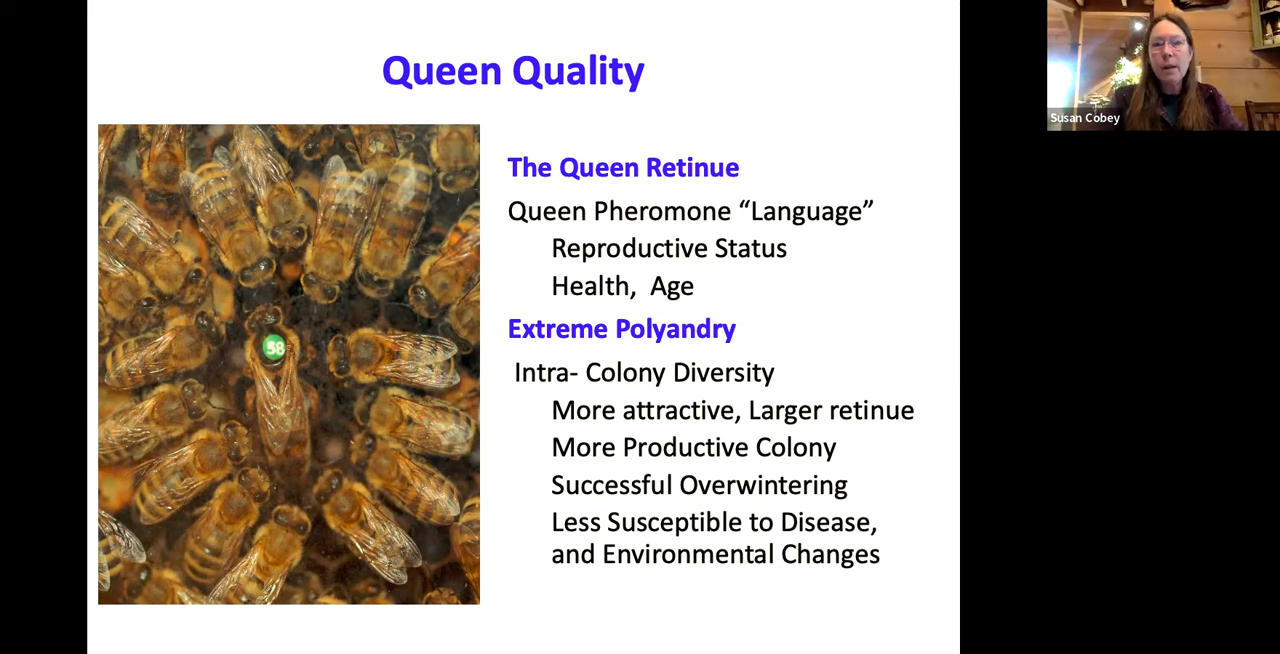 Queen Quality
58
The Queen Retinue
Queen Pheromone “Language”
Reproductive Status
Health, Age
Extreme Polyandry
Intra- Colony Diversity
More attractive, Larger retinue
More Productive Colony
Successful Overwintering
Less Susceptible to Disease,
and Environmental Changes
Susan Cobey